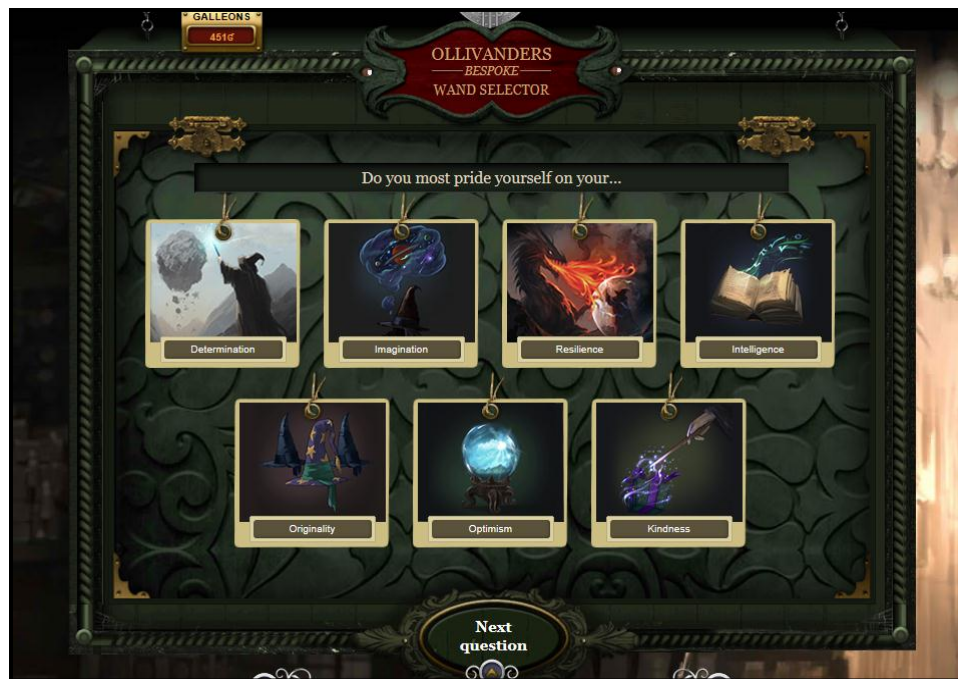 GALLEONS
451G
OLLIVANDERS
BESPOKE
WAND SELECTOR
Do you most pride yourself on your...
Determination
Imagination
Resilience
Intelligence
Originality
Optimism
Kindness
Next
question